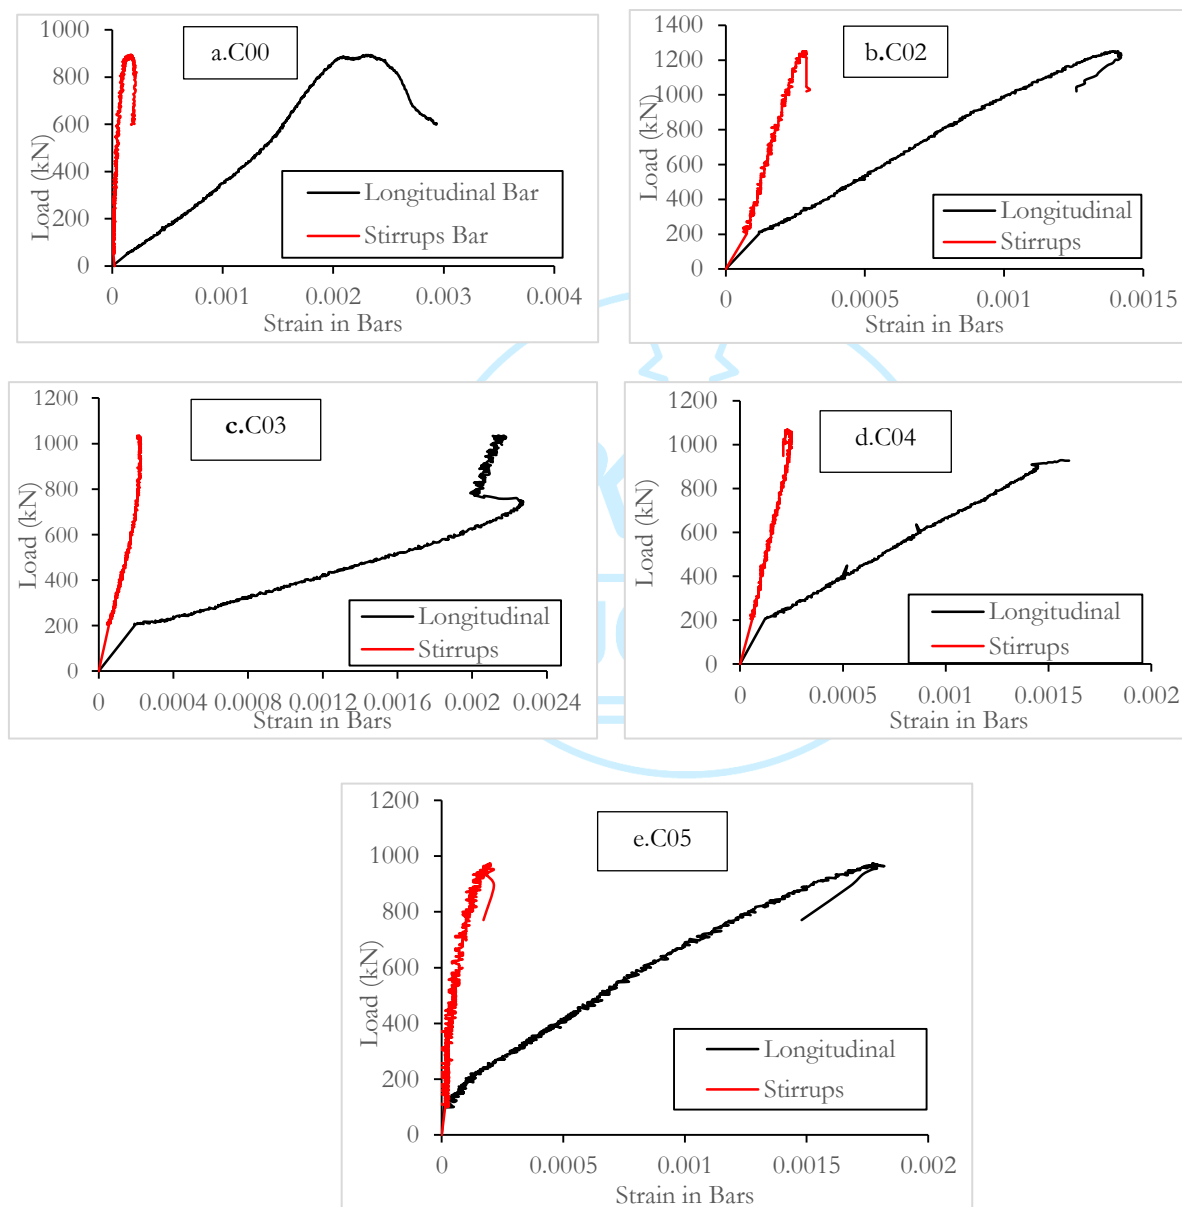 a.C00
1000
800
600
400
200
0
Load (kN)
Longitudinal Bar
Stirrups Bar
0 0.001 0.002 0.003 0.004
Strain in Bars
b.C02
1400
1200
1000
800
600
400
200
0
Load (kN)
Longitudinal
Stirrups
0 0.0005 0.001 0.0015
Strain in Bars
c.C03
1200
1000
800
600
400
200
0
Load (kN)
Longitudinal
Stirrups
0 0.0004 0.0008 0.0012 0.0016 0.002 0.0024
Strain in Bars
d.C04
1200
1000
800
600
400
200
0
Load (kN)
Longitudinal
Stirrups
0 0.0005 0.001 0.0015 0.002
Strain in Bars
e.C05
1200
1000
800
600
400
200
0
Load (kN)
Longitudinal
Stirrups
0 0.0005 0.001 0.0015 0.002
Strain in Bars